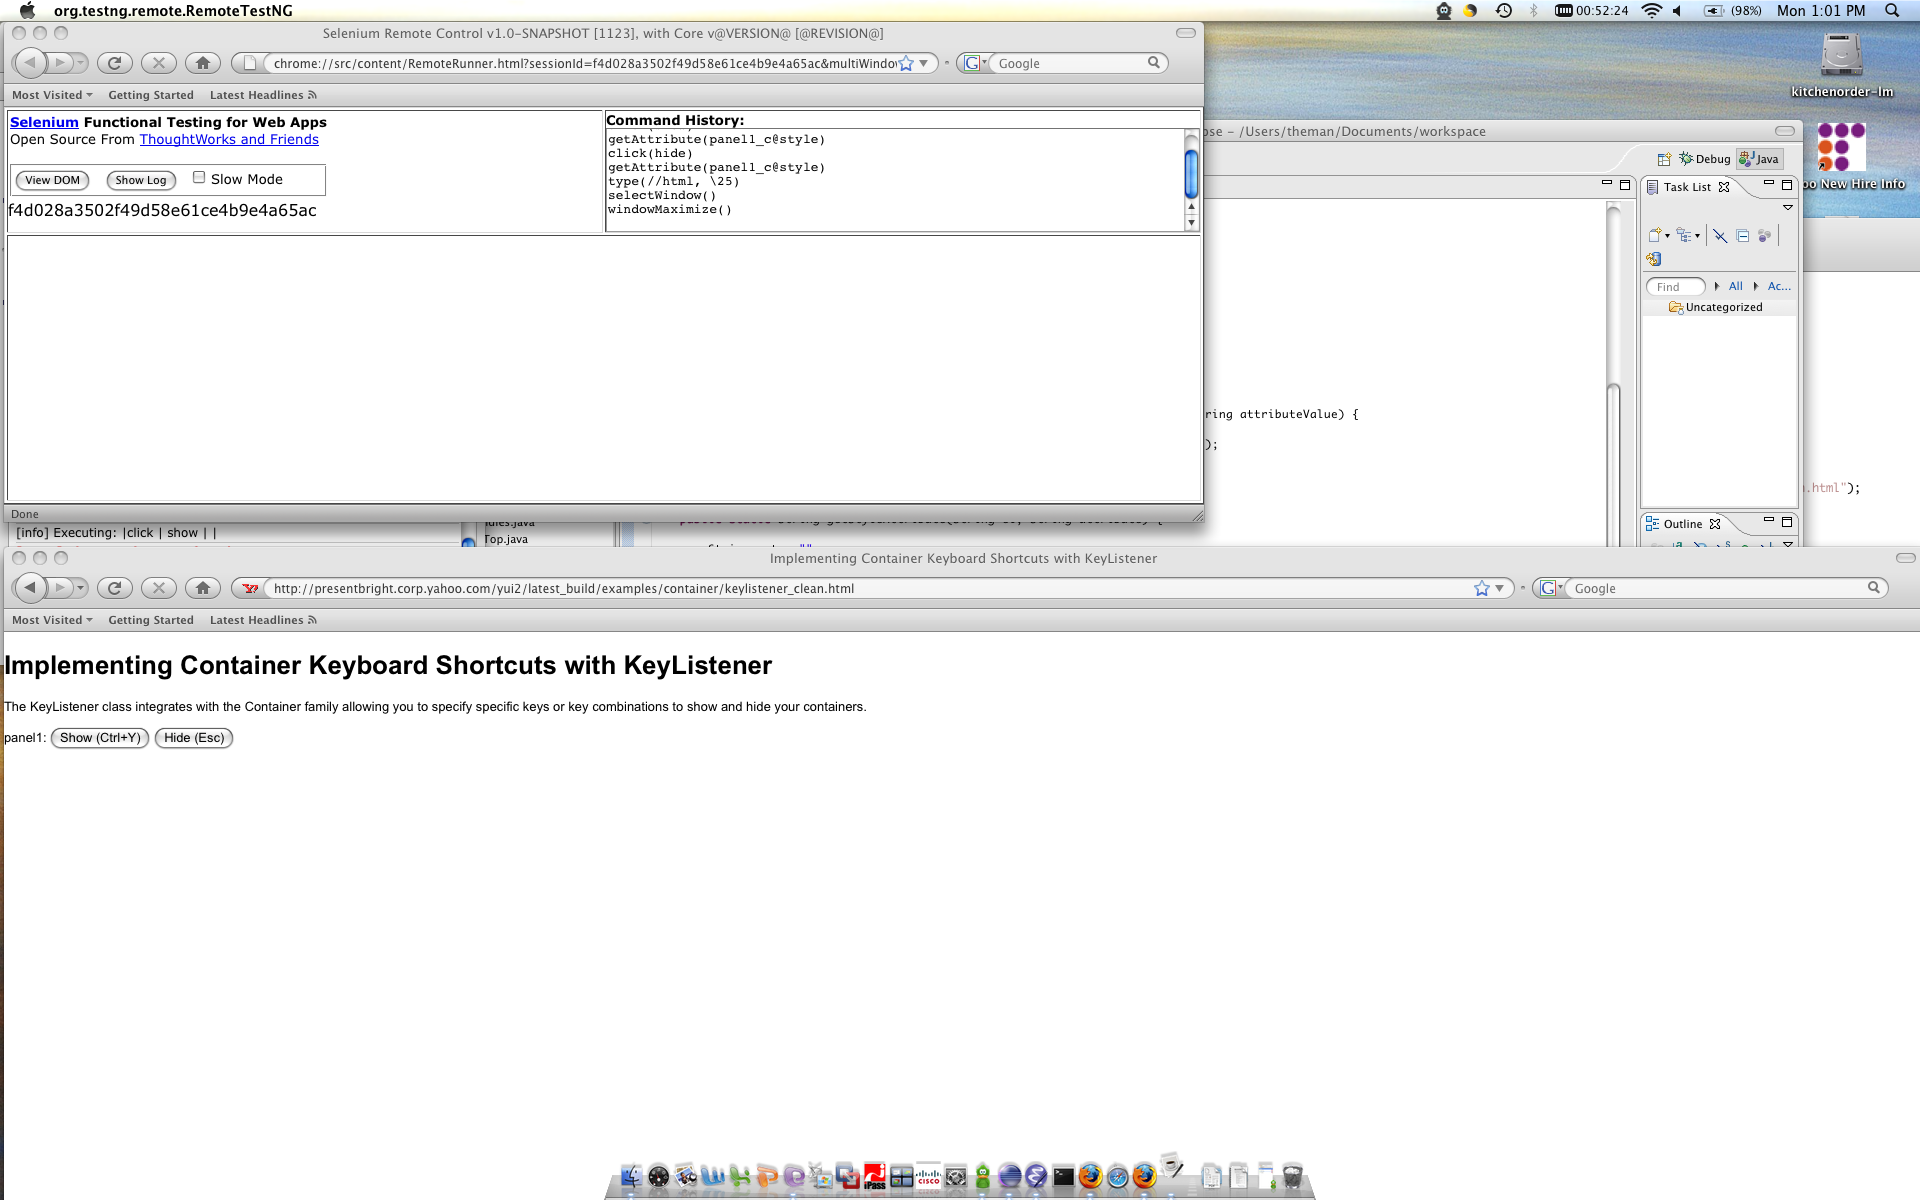 org.testng.remote.RemoteTestNG
00:52:24
(98%)
Mon 1:01 PM
Selenium Remote Control v1.0-SNAPSHOT [1123], with Core v@VERSION@ [@REVISION@]
chrome://src/content/RemoteRunner.html?sessionId=f4d028a3502f49d58e61ce4b9e4a65ac&multiWindo
Google
Most Visited
Getting Started
Latest Headlines
Selenium Functional Testing for Web Apps
Open Source From ThoughtWorks and Friends
View DOM
Show Log
Slow Mode
f4d028a3502f49d58e61ce4b9e4a65ac
Command History:
getAttribute(panel1_c@style)
click(hide)
getAttribute(panel1_c@style)
type(//html, \25)
selectWindow()
windowMaximize()
Done
kitchenorder-lm
ose – /Users/theman/Documents/workspace
Debug
Java
oo New Hire Info
Task List
Find
All
Ac...
Uncategorized
ring attributeValue) {
);
.html");
Outline
[info] Executing: |click | show | |
Top.java
Implementing Container Keyboard Shortcuts with KeyListener
http://presentbright.corp.yahoo.com/yui2/latest_build/examples/container/keylistener_clean.html
Google
Most Visited
Getting Started
Latest Headlines
Implementing Container Keyboard Shortcuts with KeyListener
The KeyListener class integrates with the Container family allowing you to specify specific keys or key combinations to show and hide your containers.
panel1: Show (Ctrl+Y) Hide (Esc)
iPass
CISCO